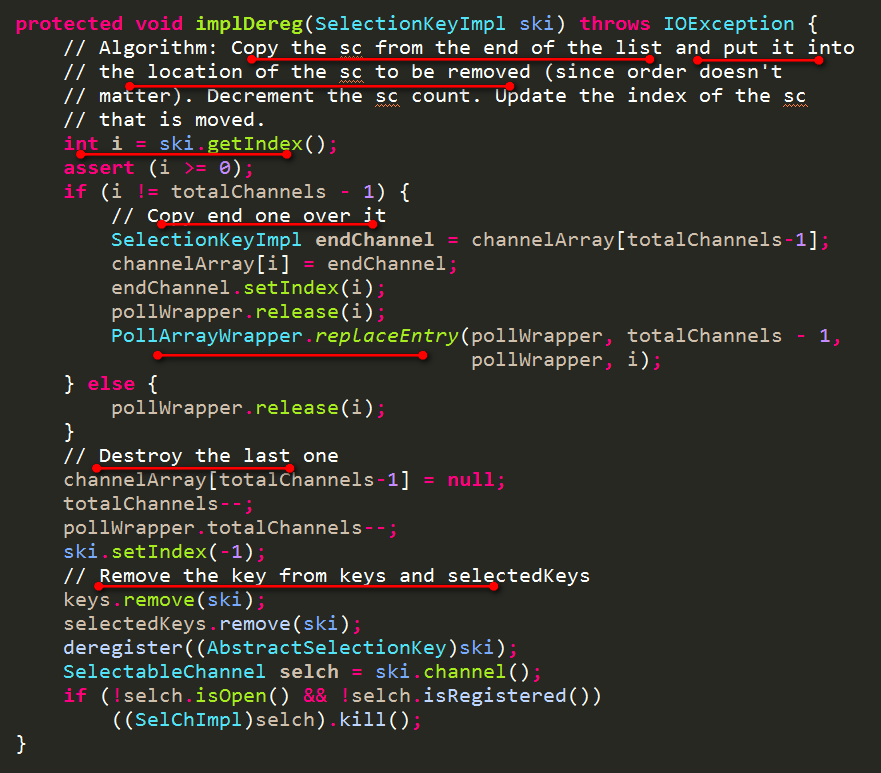 protected void implDereg(SelectionKeyImpl ski) throws IOException {
    // Algorithm: Copy the sc from the end of the list and put it into
    // the location of the sc to be removed (since order doesn't
    // matter). Decrement the sc count. Update the index of the sc
    // that is moved.
    int i = ski.getIndex();
    assert (i >= 0);
    if (i != totalChannels - 1) {
        // Copy end one over it
        SelectionKeyImpl endChannel = channelArray[totalChannels-1];
        channelArray[i] = endChannel;
        endChannel.setIndex(i);
        pollWrapper.release(i);
        PollArrayWrapper.replaceEntry(pollWrapper, totalChannels - 1,
                                      pollWrapper, i);
    } else {
        pollWrapper.release(i);
    }
    // Destroy the last one
    channelArray[totalChannels-1] = null;
    totalChannels--;
    pollWrapper.totalChannels--;
    ski.setIndex(-1);
    // Remove the key from keys and selectedKeys
    keys.remove(ski);
    selectedKeys.remove(ski);
    deregister((AbstractSelectionKey)ski);
    SelectableChannel selch = ski.channel();
    if (!selch.isOpen() && !selch.isRegistered())
        ((SelChImpl)selch).kill();
}